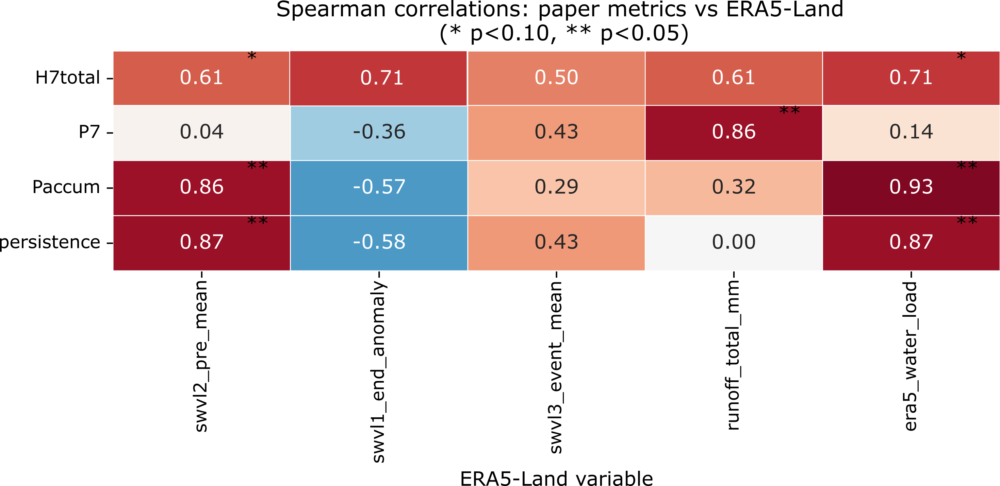 Spearman correlations: paper metrics vs ERA5-Land
(* p<0.10, ** p<0.05)
H7total 0.61 * 0.71 0.50 0.61 0.71 *
P7 0.04 -0.36 0.43 0.86 ** 0.14
Paccum 0.86 ** -0.57 0.29 0.32 0.93 **
persistence 0.87 ** -0.58 0.43 0.00 0.87 **
swvl2_pre_mean
swvl1_end_anomaly
swvl3_event_mean
runoff_total_mm
era5_water_load
ERA5-Land variable